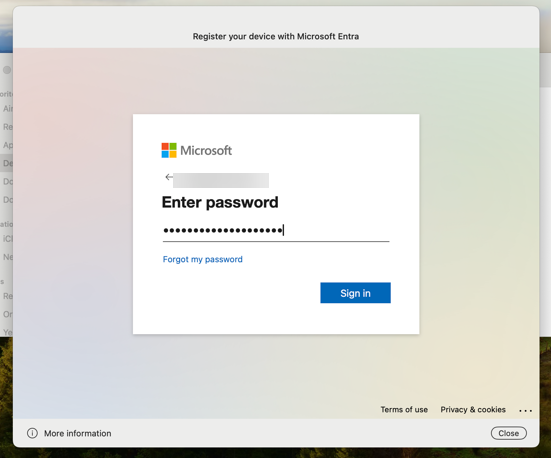 Register your device with Microsoft Entra
Microsoft
Enter password
Forgot my password
Sign in
Terms of use
Privacy & cookies
More information
Close